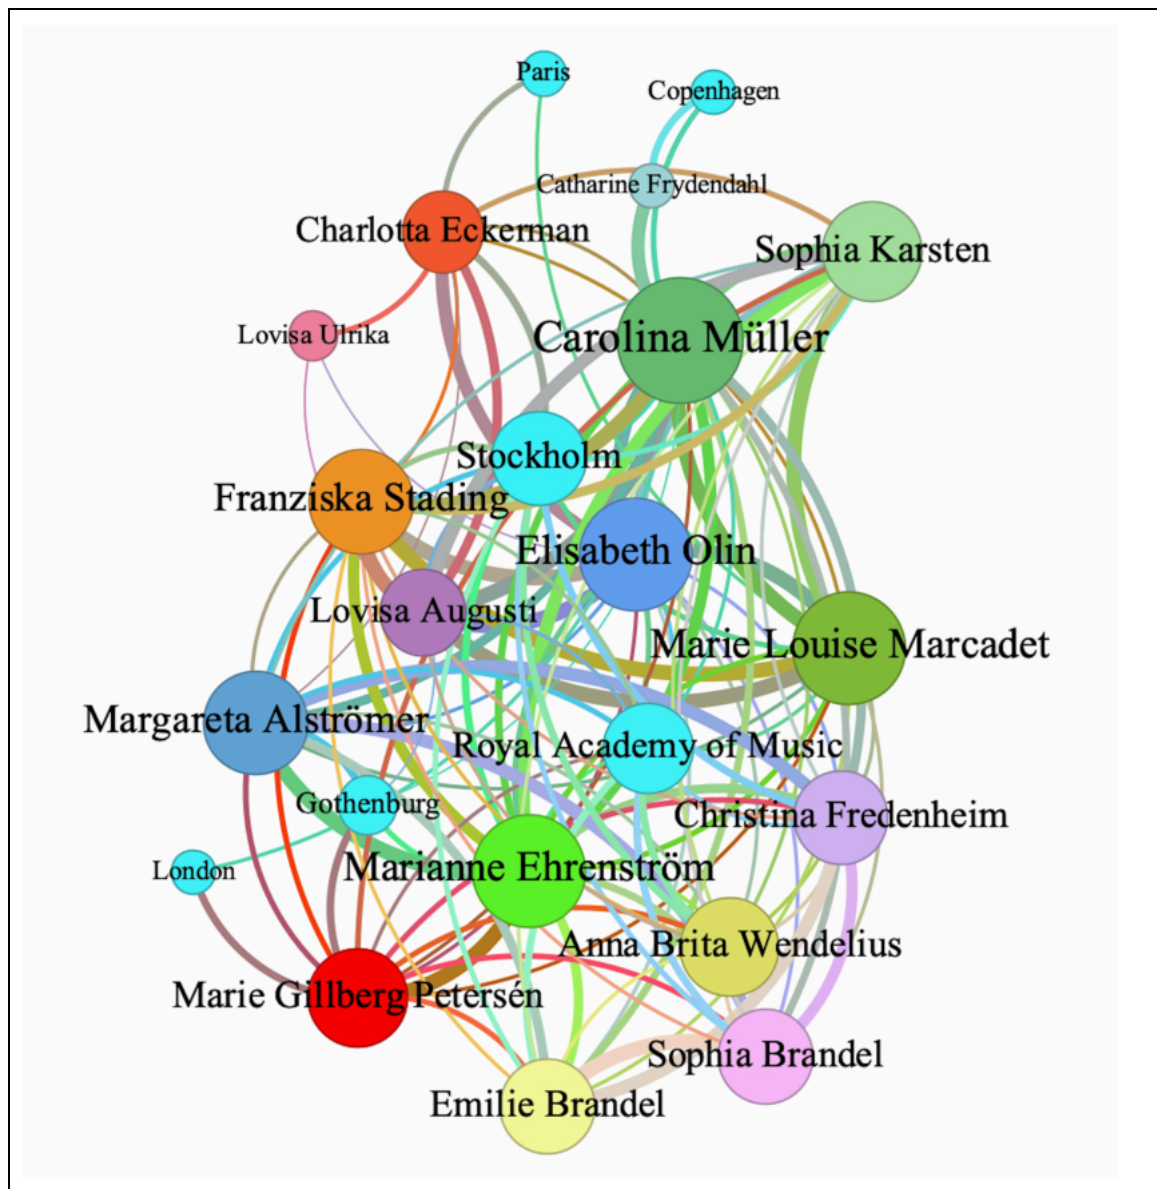 Paris
Copenhagen
Catharine Frydendahl
Charlotta Eckerman
Sophia Karsten
Lovisa Ulrika
Carolina Müller
Stockholm
Franziska Stading
Elisabeth Olin
Lovisa Augusti
Marie Louise Marcadet
Margareta Alströmer
Royal Academy of Music
Gothenburg
Christina Fredenheim
London
Marianne Ehrenström
Anna Brita Wendelius
Marie Gillberg Petersén
Sophia Brandel
Emilie Brandel